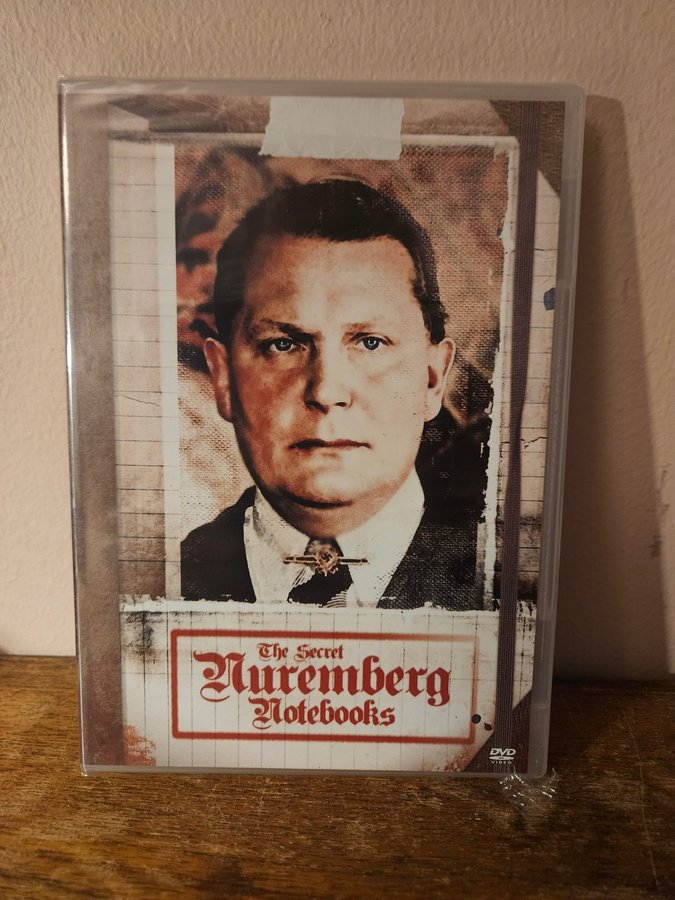 The Secret
Nuremberg
Notebooks
DVD
VIDEO